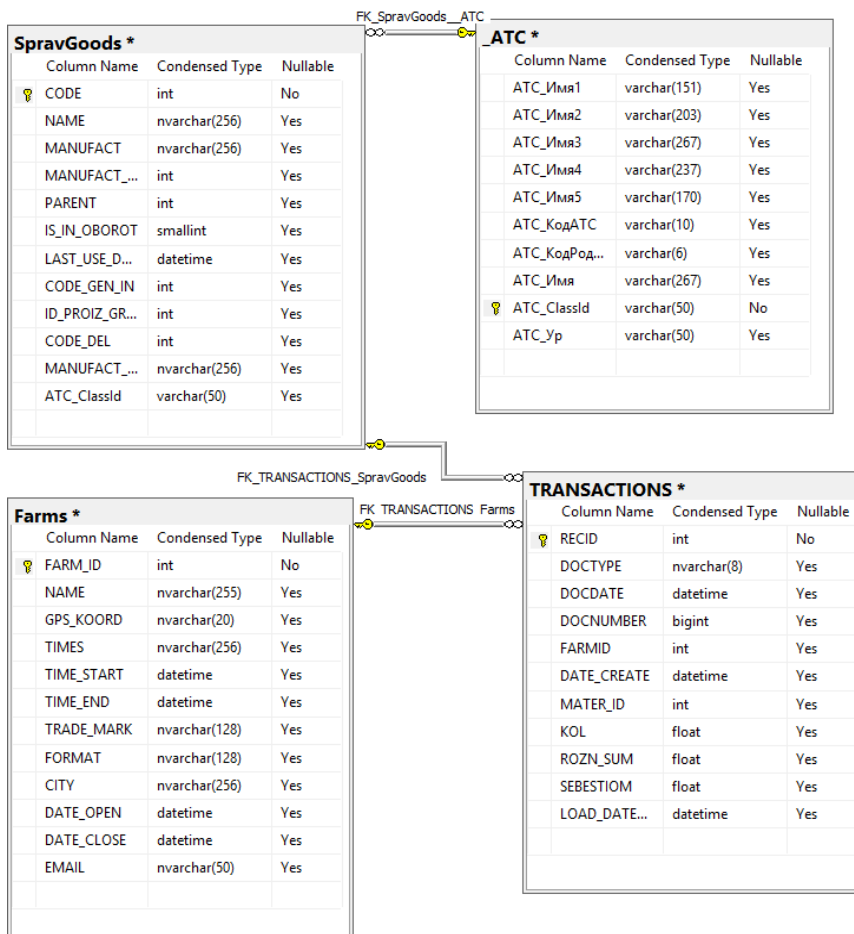 FK_SpravGoods__ATC
SpravGoods *
Column Name Condensed Type Nullable
CODE int No
NAME nvarchar(256) Yes
MANUFACT nvarchar(256) Yes
MANUFACT_... int Yes
PARENT int Yes
IS_IN_OBOROT smallint Yes
LAST_USE_D... datetime Yes
CODE_GEN_IN int Yes
ID_PROIZ_GR... int Yes
CODE_DEL int Yes
MANUFACT_... nvarchar(256) Yes
ATC_ClassId varchar(50) Yes
_ATC *
Column Name Condensed Type Nullable
АТС_Имя1 varchar(151) Yes
АТС_Имя2 varchar(203) Yes
АТС_Имя3 varchar(267) Yes
АТС_Имя4 varchar(237) Yes
АТС_Имя5 varchar(170) Yes
АТС_КодАТС varchar(10) Yes
АТС_КодРод... varchar(6) Yes
АТС_Имя varchar(267) Yes
ATC_ClassId varchar(50) No
АТС_Ур varchar(50) Yes
FK_TRANSACTIONS_SpravGoods
FK_TRANSACTIONS_Farms
Farms *
Column Name Condensed Type Nullable
FARM_ID int No
NAME nvarchar(255) Yes
GPS_KOORD nvarchar(20) Yes
TIMES nvarchar(256) Yes
TIME_START datetime Yes
TIME_END datetime Yes
TRADE_MARK nvarchar(128) Yes
FORMAT nvarchar(128) Yes
CITY nvarchar(256) Yes
DATE_OPEN datetime Yes
DATE_CLOSE datetime Yes
EMAIL nvarchar(50) Yes
TRANSACTIONS *
Column Name Condensed Type Nullable
RECID int No
DOCTYPE nvarchar(8) Yes
DOCDATE datetime Yes
DOCNUMBER bigint Yes
FARMID int Yes
DATE_CREATE datetime Yes
MATER_ID int Yes
KOL float Yes
ROZN_SUM float Yes
SEBESTIOM float Yes
LOAD_DATE... datetime Yes